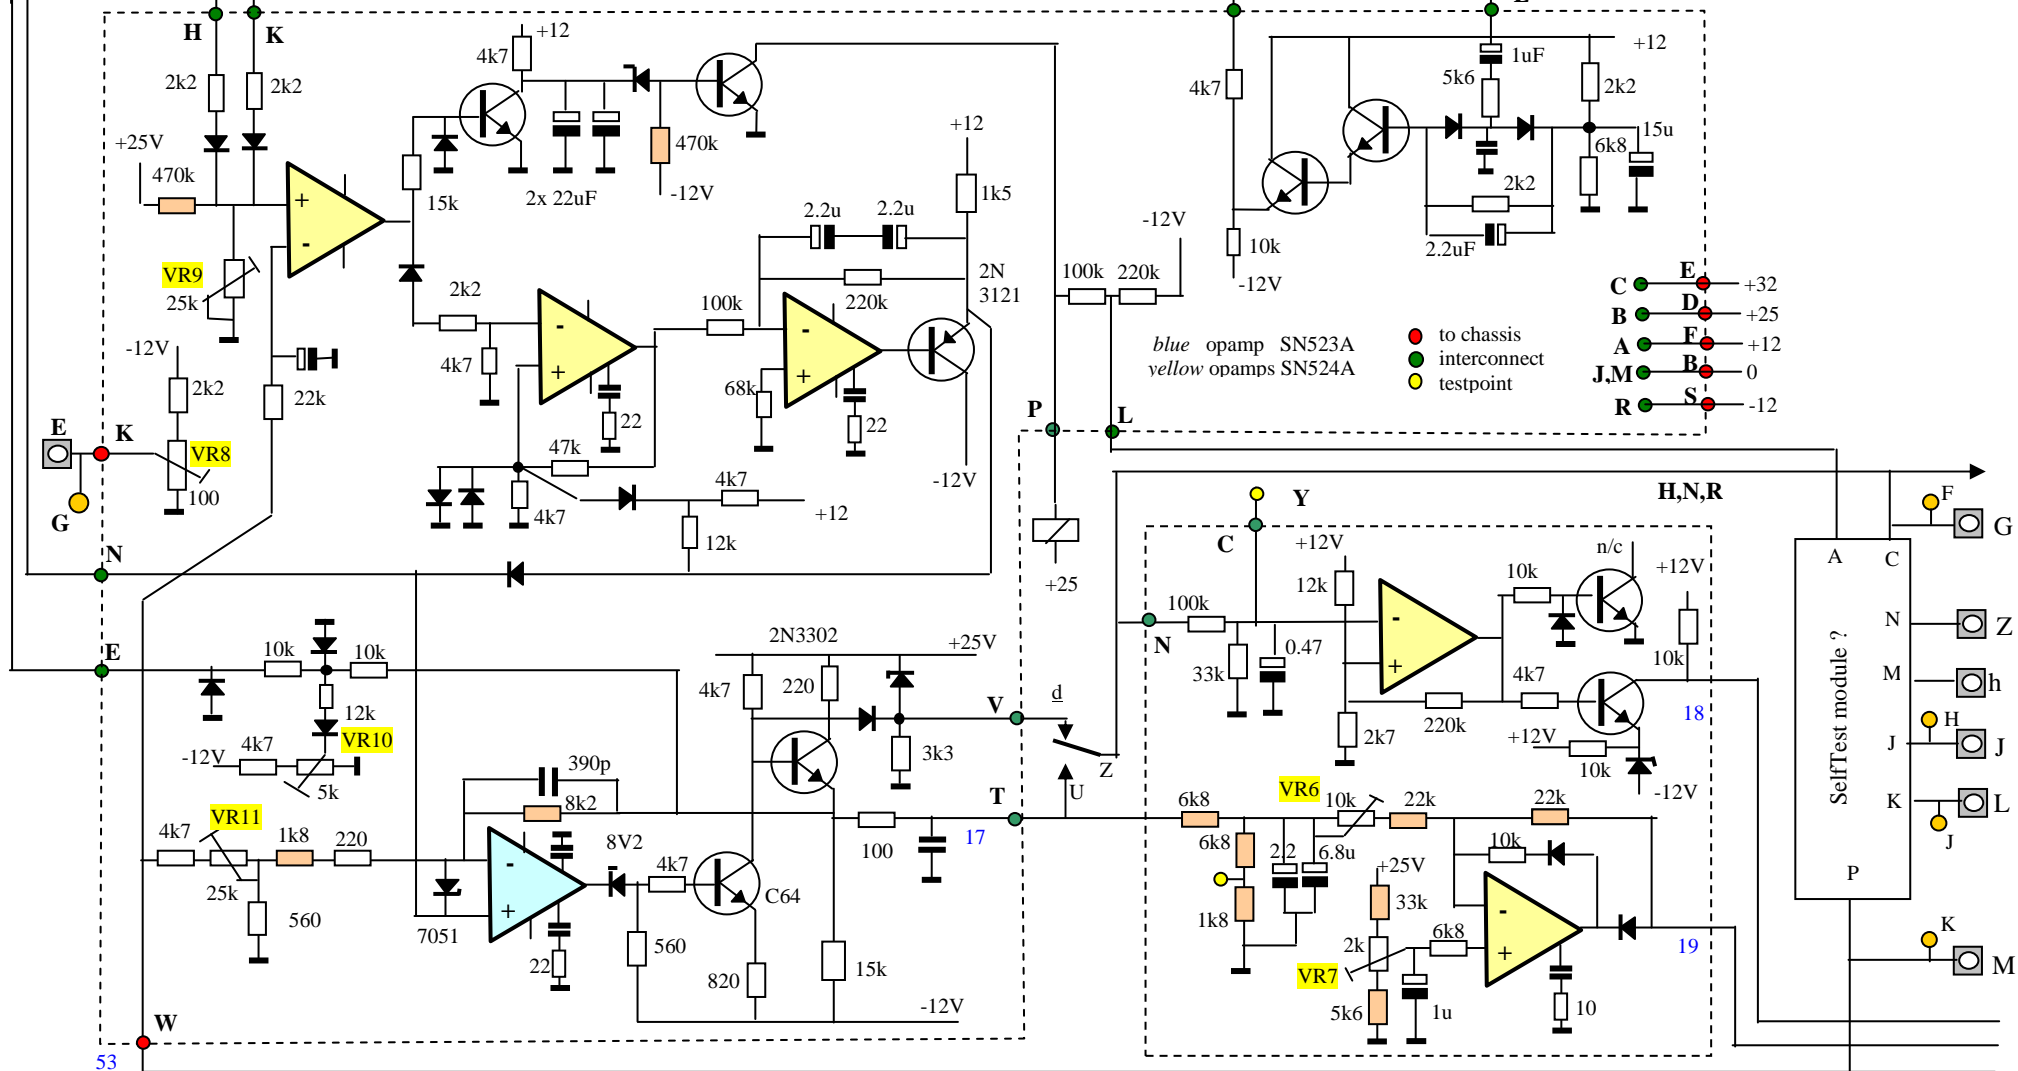 H
K
2k2
2k2
+25V
470k
VR9
25k
-12V
2k2
22k
E
K
VR8
100
G
N
4k7
+12
15k
2x 22uF
470k
-12V
+12
1k5
2.2u
2.2u
220k
2N
3121
2k2
4k7
100k
68k
22
22
47k
4k7
4k7
+12
12k
-12V
100k
220k
-12V
P
L
+25
4k7
10k
-12V
1uF
5k6
+12
2k2
15u
6k8
2k2
2.2uF
blue opamp SN523A
yellow opamps SN524A
to chassis
interconnect
testpoint
C
E
+32
B
D
+25
A
F
+12
J,M
B
0
R
S
-12
E
10k
10k
12k
VR10
-12V
4k7
5k
VR11
4k7
1k8
220
25k
560
390p
8k2
7051
22
8V2
4k7
560
C64
820
2N3302
+25V
4k7
220
3k3
V
T
100
17
15k
-12V
W
53
d
Z
U
H,N,R
Y
C
+12V
N
100k
33k
0.47
12k
2k7
220k
10k
n/c
+12V
4k7
10k
18
+12V
10k
-12V
6k8
VR6
10k
22k
22k
6k8
2.2
6.8u
10k
1k8
+25V
33k
2k
VR7
6k8
5k6
1u
10
19
SelfTest module ?
A
C
N
M
J
K
P
F
G
Z
h
H
J
L
J
K
M